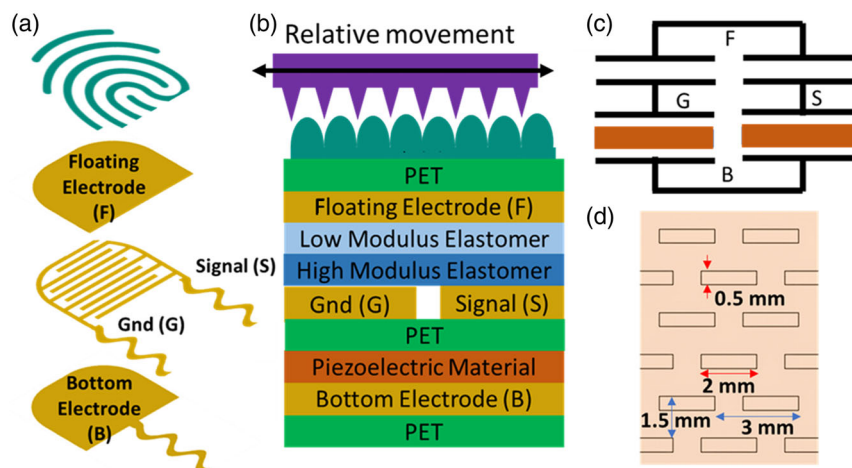 (a)
Floating
Electrode
(F)
Signal (S)
Gnd (G)
Bottom
Electrode
(B)
(b)
Relative movement
PET
Floating Electrode (F)
Low Modulus Elastomer
High Modulus Elastomer
Gnd (G) Signal (S)
PET
Piezoelectric Material
Bottom Electrode (B)
PET
(c)
F
G S
B
(d)
0.5 mm
2 mm
1.5 mm
3 mm